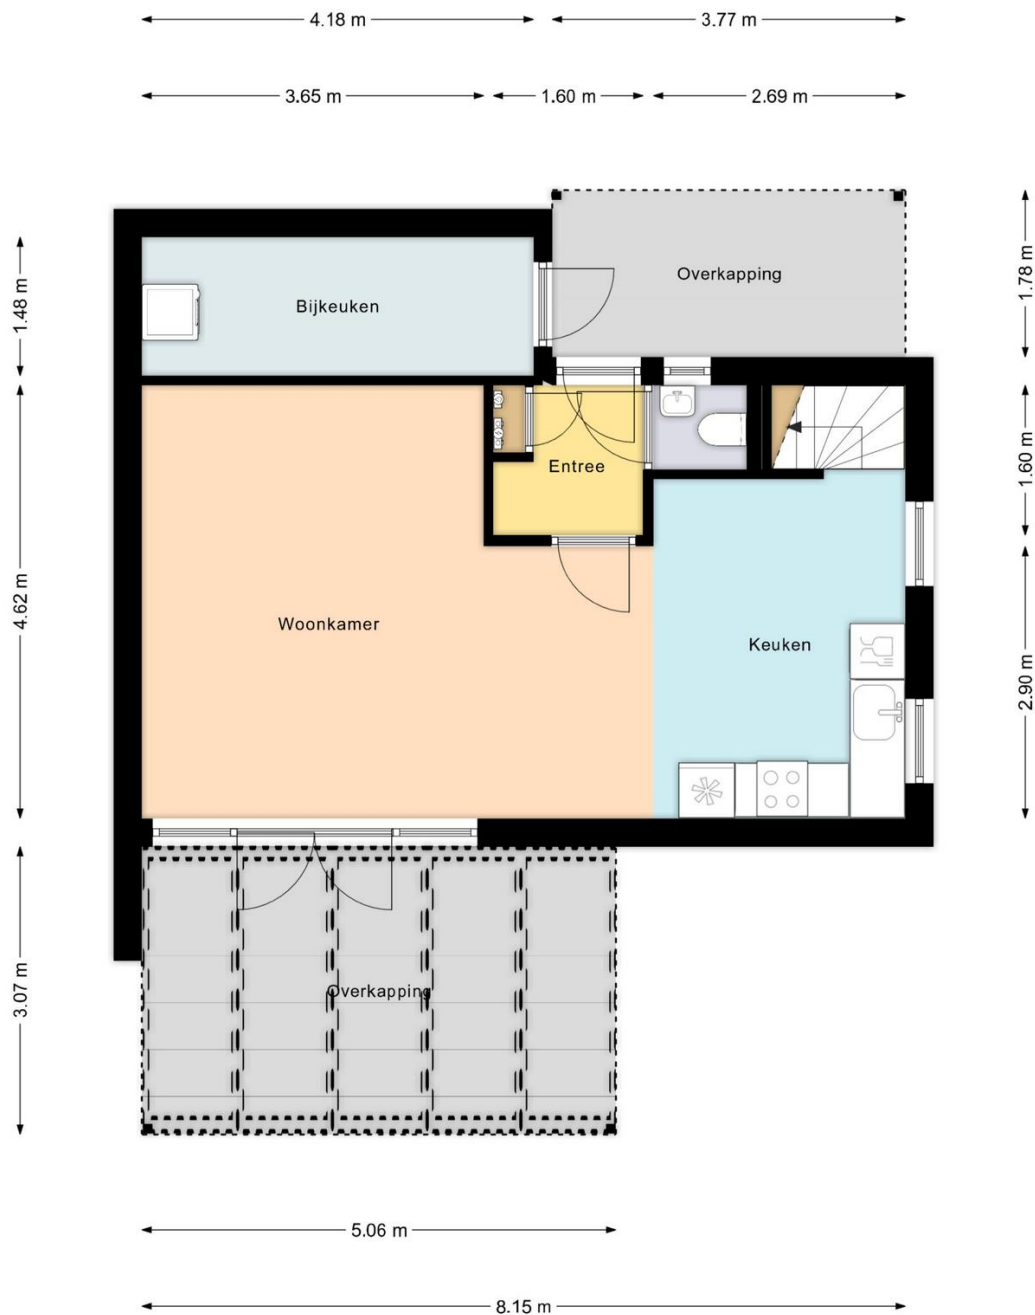 4.18 m
3.77 m
3.65 m
1.60 m
2.69 m
1.48 m
Overkapping
1.78 m
Bijkeuken
4.62 m
Entree
1.60 m
Woonkamer
Keuken
2.90 m
3.07 m
Overkapping
5.06 m
8.15 m